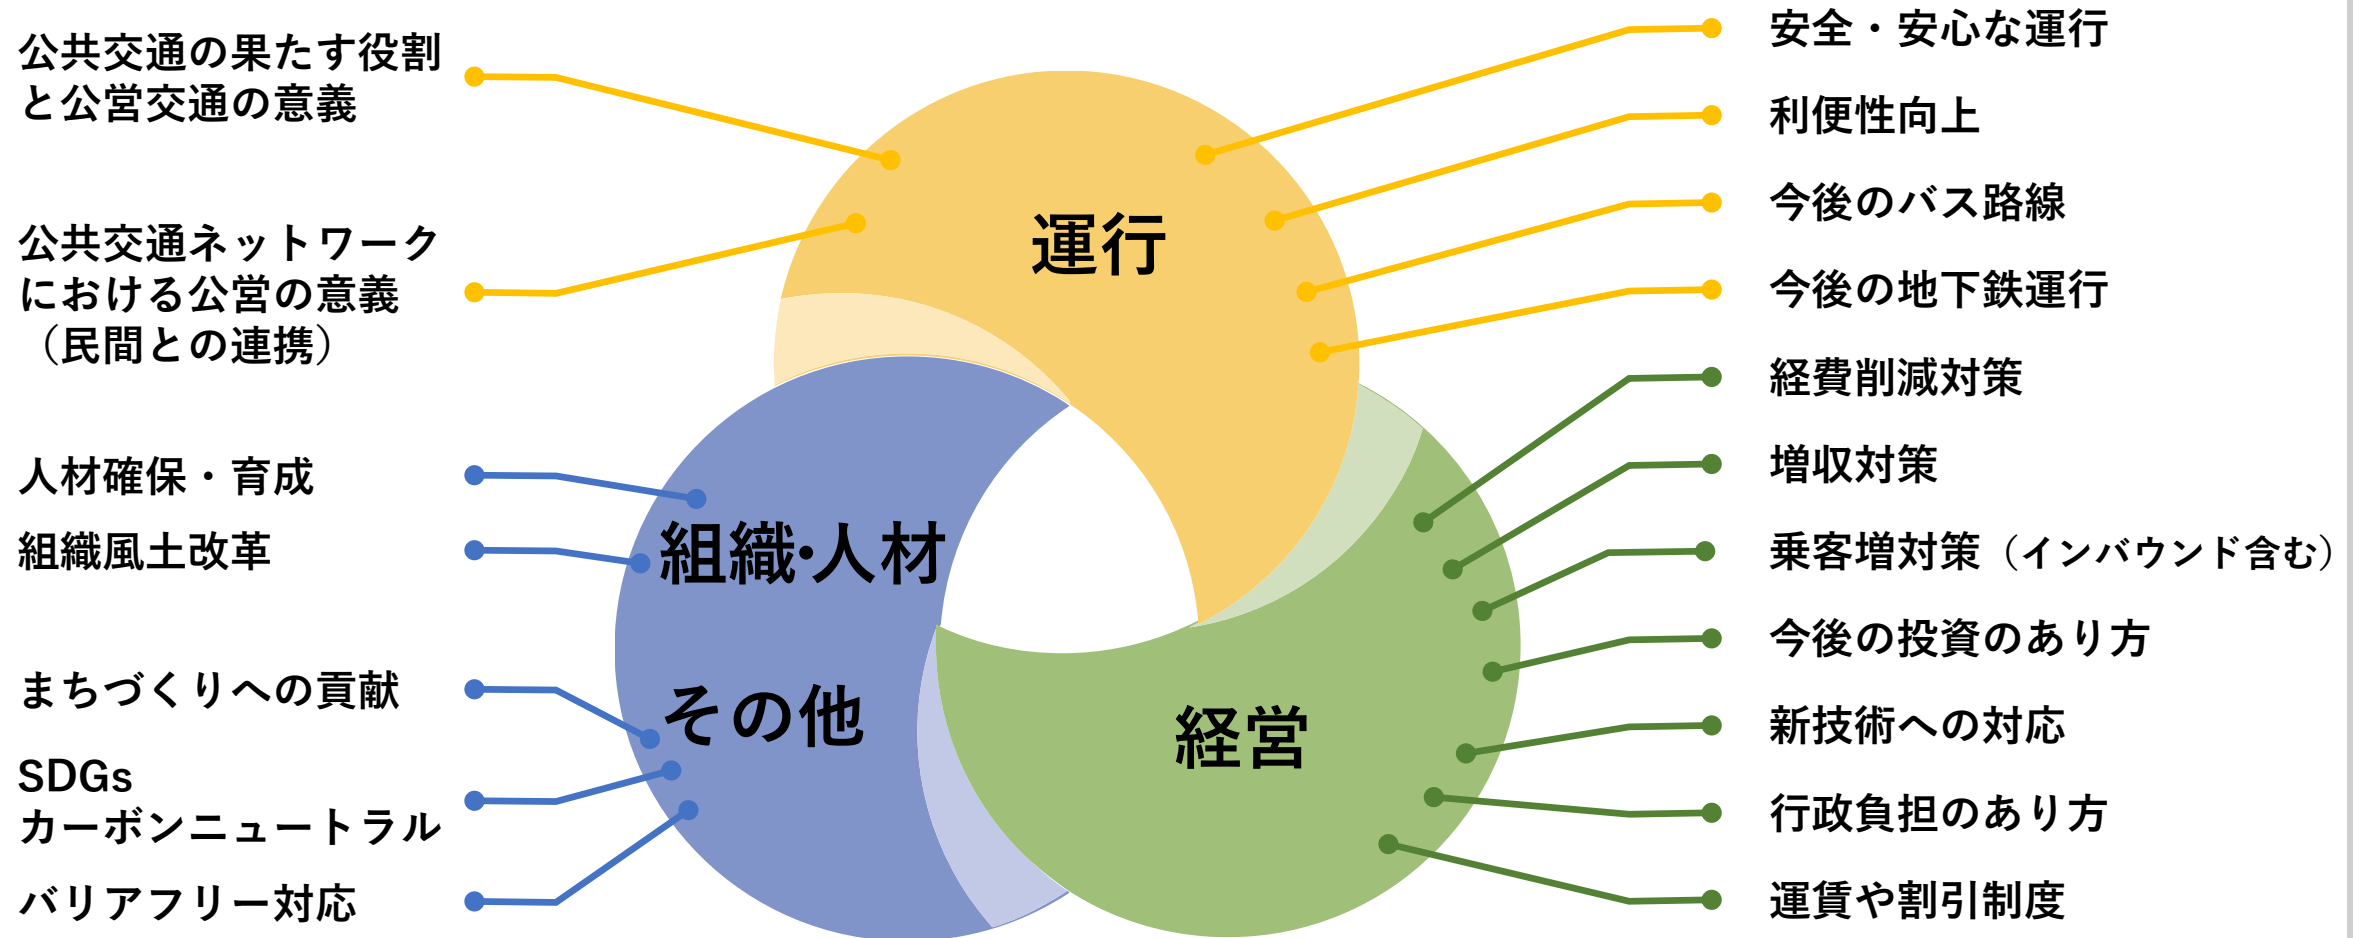 公共交通の果たす役割
と公営交通の意義
公共交通ネットワーク
における公営の意義
（民間との連携）
人材確保・育成
組織風土改革
まちづくりへの貢献
SDGs
カーボンニュートラル
バリアフリー対応
運行
組織・人材
その他
経営
安全・安心な運行
利便性向上
今後のバス路線
今後の地下鉄運行
経費削減対策
増収対策
乗客増対策（インバウンド含む）
今後の投資のあり方
新技術への対応
行政負担のあり方
運賃や割引制度